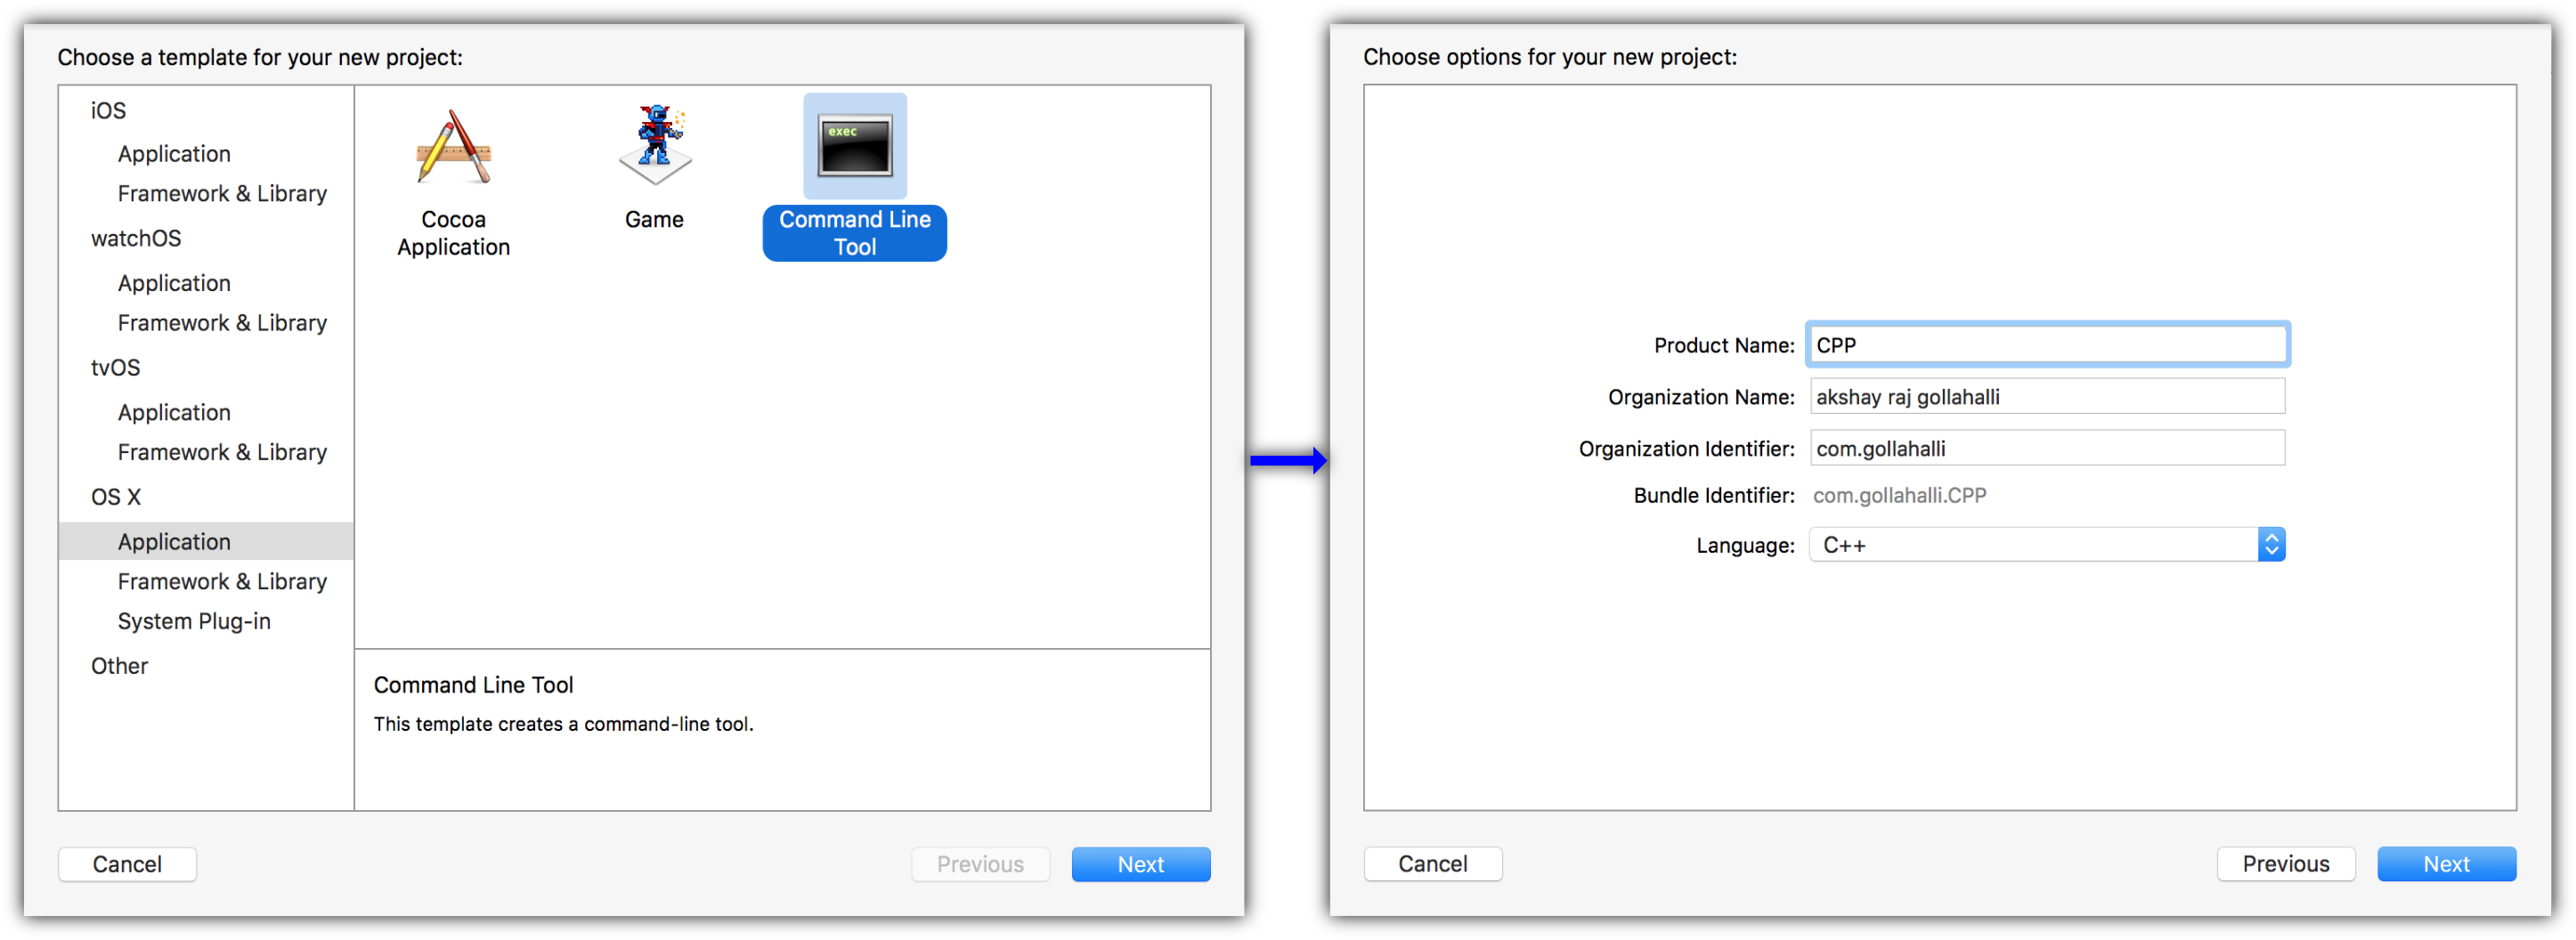 Choose a template for your new project:
iOS
Application
Framework & Library
watchOS
Application
Framework & Library
tvOS
Application
Framework & Library
OS X
Application
Framework & Library
System Plug-in
Other
Cocoa
Application
Game
exec
Command Line
Tool
Command Line Tool
This template creates a command-line tool.
Cancel
Previous
Next
Choose options for your new project:
Product Name: CPP
Organization Name: akshay raj gollahalli
Organization Identifier: com.gollahalli
Bundle Identifier: com.gollahalli.CPP
Language: C++
Cancel
Previous
Next